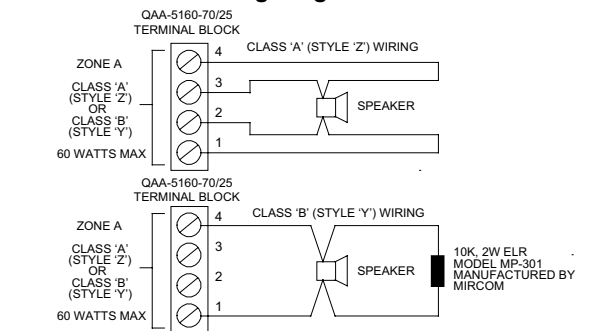 QAA-5160-70/25
TERMINAL BLOCK
ZONE A
CLASS 'A'
(STYLE 'Z')
OR
CLASS 'B'
(STYLE 'Y')
60 WATTS MAX
4
3
2
1
CLASS 'A' (STYLE 'Z') WIRING
SPEAKER
QAA-5160-70/25
TERMINAL BLOCK
ZONE A
CLASS 'A'
(STYLE 'Z')
OR
CLASS 'B'
(STYLE 'Y')
60 WATTS MAX
4
3
2
1
CLASS 'B' (STYLE 'Y') WIRING
SPEAKER
10K, 2W ELR
MODEL MP-301
MANUFACTURED BY
MIRCOM